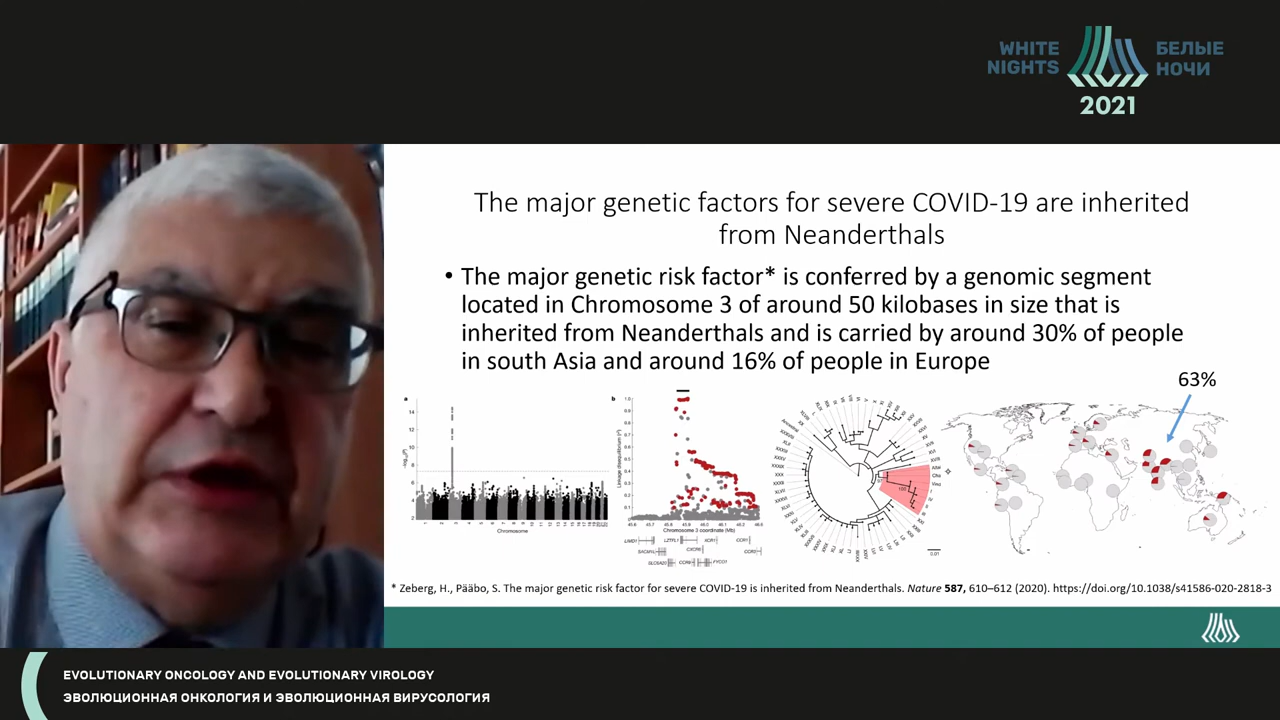 WHITE NIGHTS
БЕЛЫЕ НОЧИ
2021
The major genetic factors for severe COVID-19 are inherited
from Neanderthals
• The major genetic risk factor* is conferred by a genomic segment
located in Chromosome 3 of around 50 kilobases in size that is
inherited from Neanderthals and is carried by around 30% of people
in south Asia and around 16% of people in Europe
63%
a
b
Chromosome
Linkage disequilibrium (r²)
Chromosome 3 coordinate (Mb)
* Zeberg, H., Pääbo, S. The major genetic risk factor for severe COVID-19 is inherited from Neanderthals. Nature 587, 610–612 (2020). https://doi.org/10.1038/s41586-020-2818-3
EVOLUTIONARY ONCOLOGY AND EVOLUTIONARY VIROLOGY
ЭВОЛЮЦИОННАЯ ОНКОЛОГИЯ И ЭВОЛЮЦИОННАЯ ВИРУСОЛОГИЯ